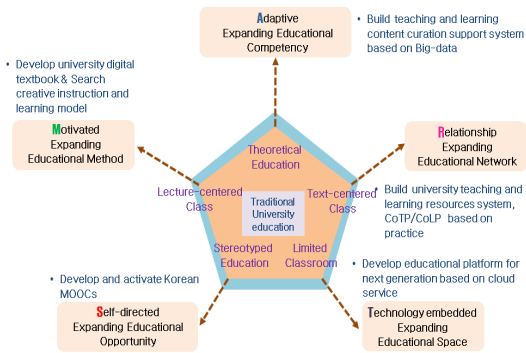 Adaptive
Expanding Educational
Competency
• Build teaching and learning
content curation support system
based on Big-data
• Develop university digital
textbook & Search
creative instruction and
learning model
Motivated
Expanding
Educational Method
Relationship
Expanding
Educational Network
Theoretical
Education
Lecture-centered
Class
Text-centered
Class
Traditional
University
education
Stereotyped
Education
Limited
Classroom
• Build university teaching and
learning resources system,
CoTP/CoLP based on
practice
• Develop and activate Korean
MOOCs
Self-directed
Expanding Educational
Opportunity
• Develop educational platform for
next generation based on cloud
service
Technology embedded
Expanding
Educational Space